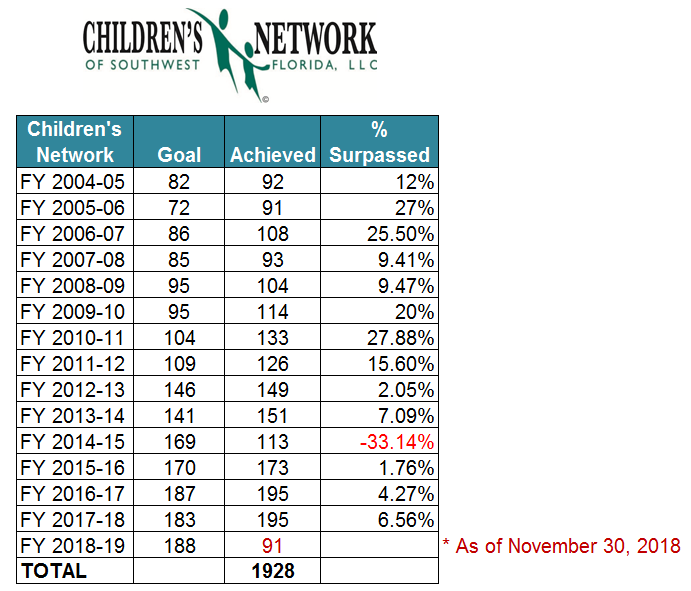 CHILDREN'S NETWORK
OF SOUTHWEST FLORIDA, LLC
©
Children's Network Goal Achieved % Surpassed
FY 2004-05 82 92 12%
FY 2005-06 72 91 27%
FY 2006-07 86 108 25.50%
FY 2007-08 85 93 9.41%
FY 2008-09 95 104 9.47%
FY 2009-10 95 114 20%
FY 2010-11 104 133 27.88%
FY 2011-12 109 126 15.60%
FY 2012-13 146 149 2.05%
FY 2013-14 141 151 7.09%
FY 2014-15 169 113 -33.14%
FY 2015-16 170 173 1.76%
FY 2016-17 187 195 4.27%
FY 2017-18 183 195 6.56%
FY 2018-19 188 91 * As of November 30, 2018
TOTAL 1928